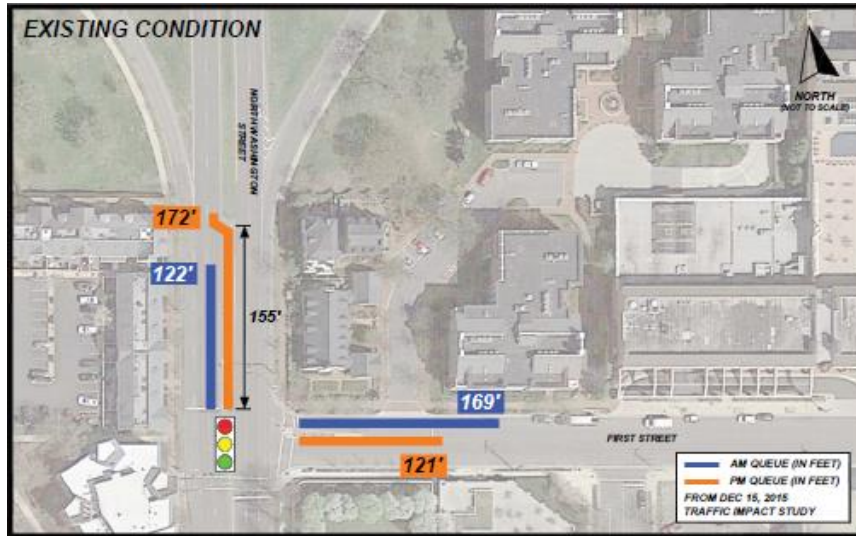 EXISTING CONDITION
NORTH WASHINGTON
STREET
NORTH
(NOT TO SCALE)
172'
122'
155'
169'
FIRST STREET
121'
AM QUEUE (IN FEET)
PM QUEUE (IN FEET)
FROM DEC 15, 2015
TRAFFIC IMPACT STUDY